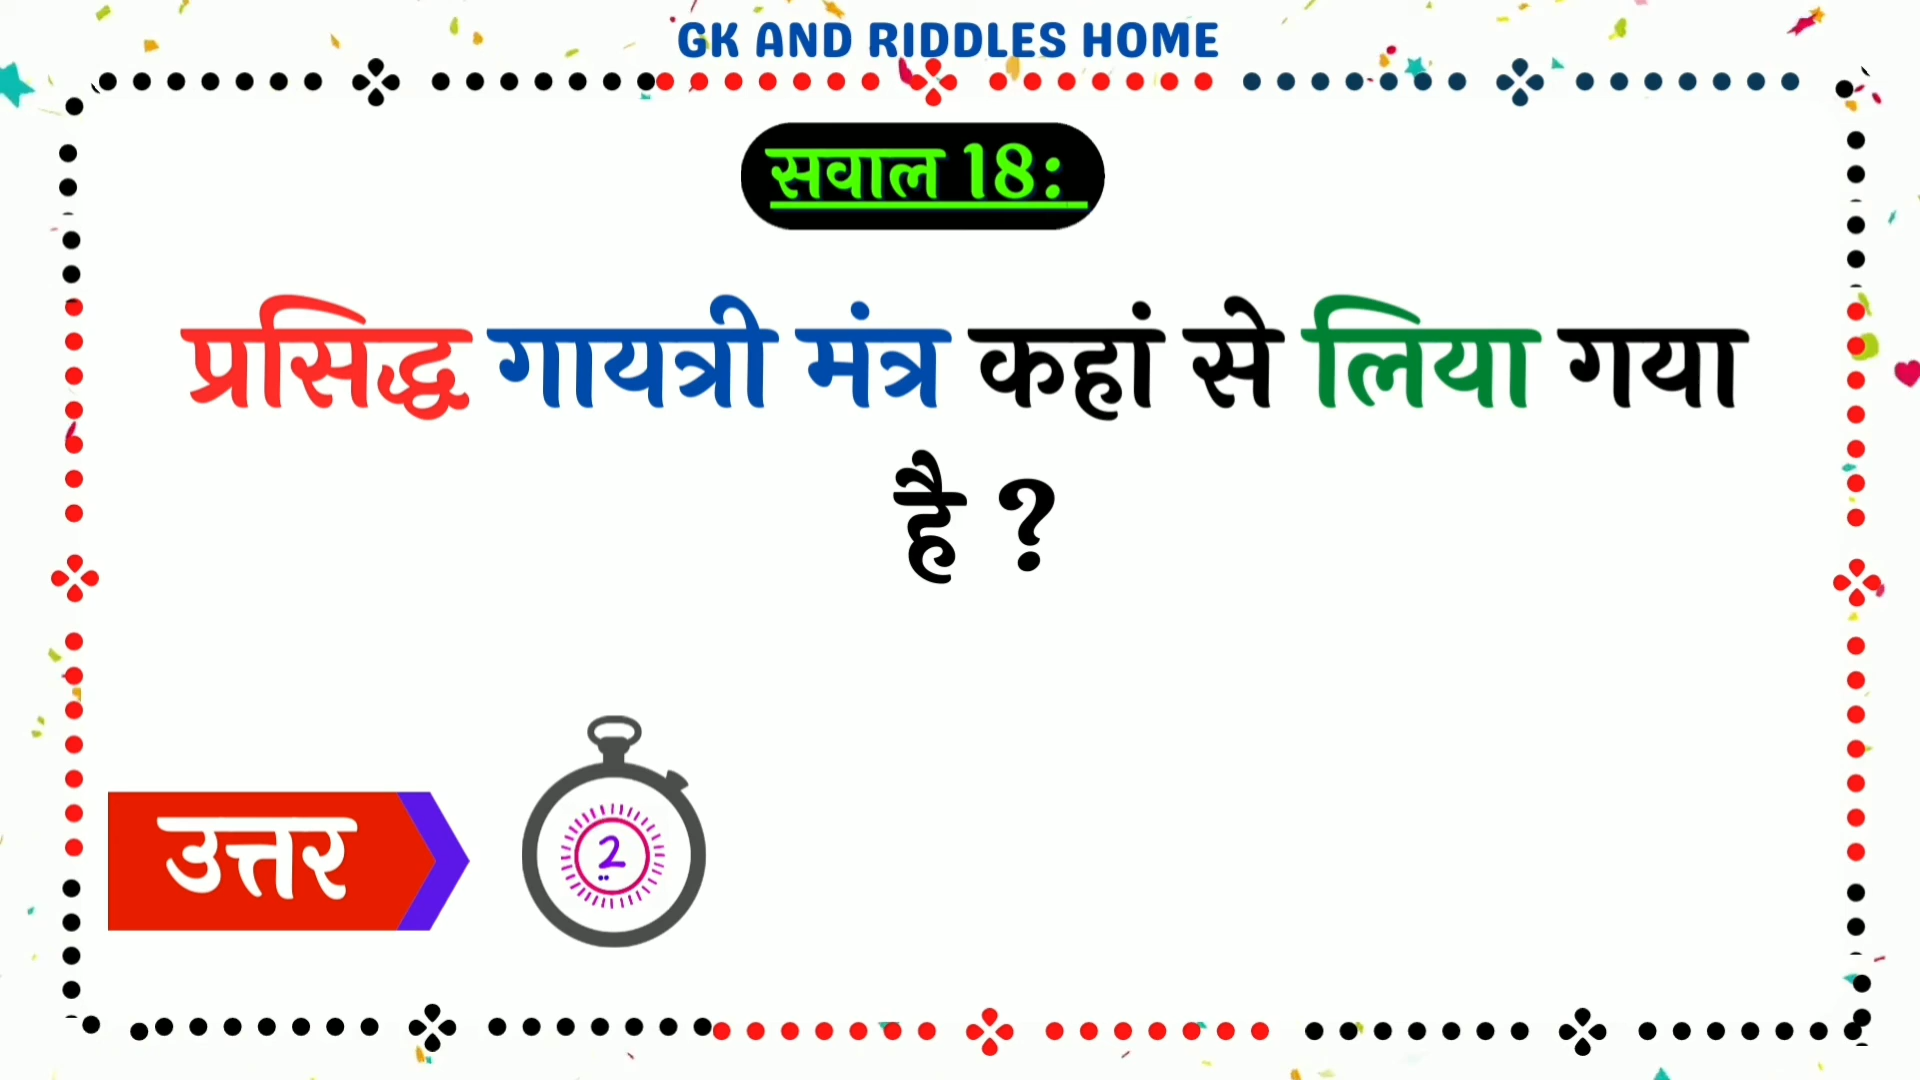 GK AND RIDDLES HOME
सवाल 18:
प्रसिद्ध गायत्री मंत्र कहां से लिया गया
है ?
उत्तर
2